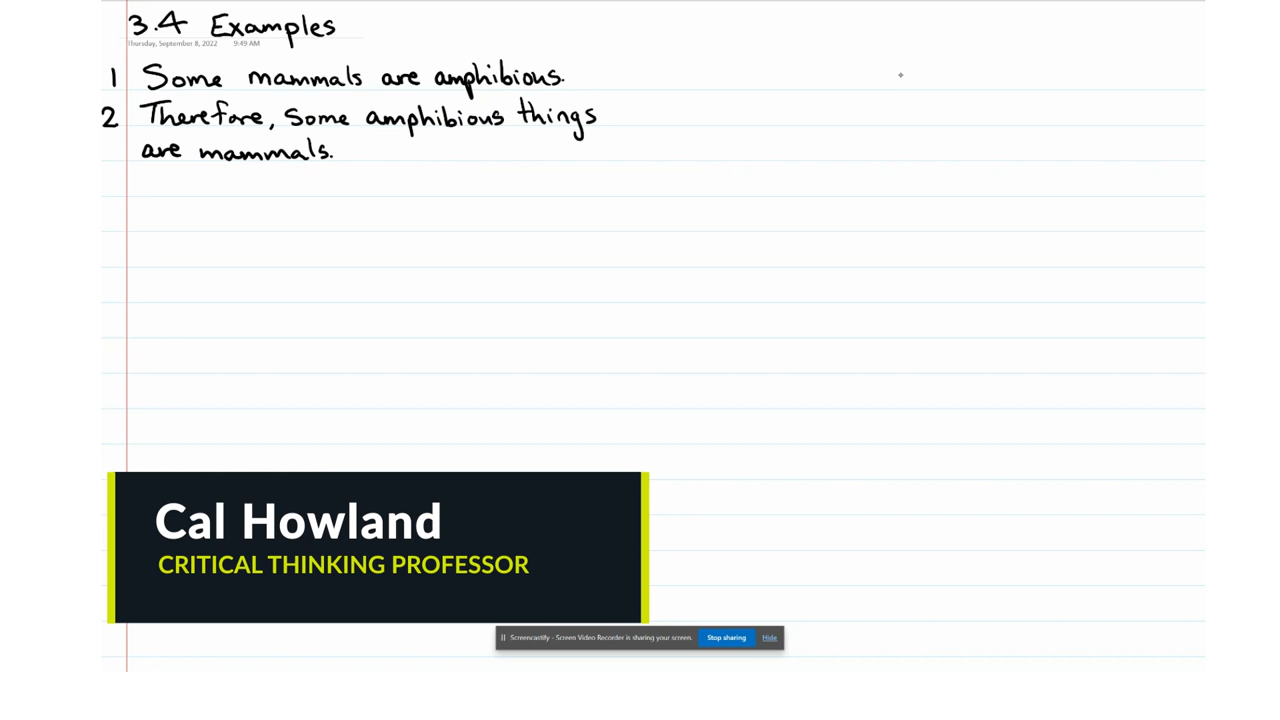 3.4 Examples
Thursday, September 8, 2022 9:49 AM
1 Some mammals are amphibious.
2 Therefore, some amphibious things
are mammals.
Cal Howland
CRITICAL THINKING PROFESSOR
Screencastify - Screen Video Recorder is sharing your screen. Stop sharing Hide